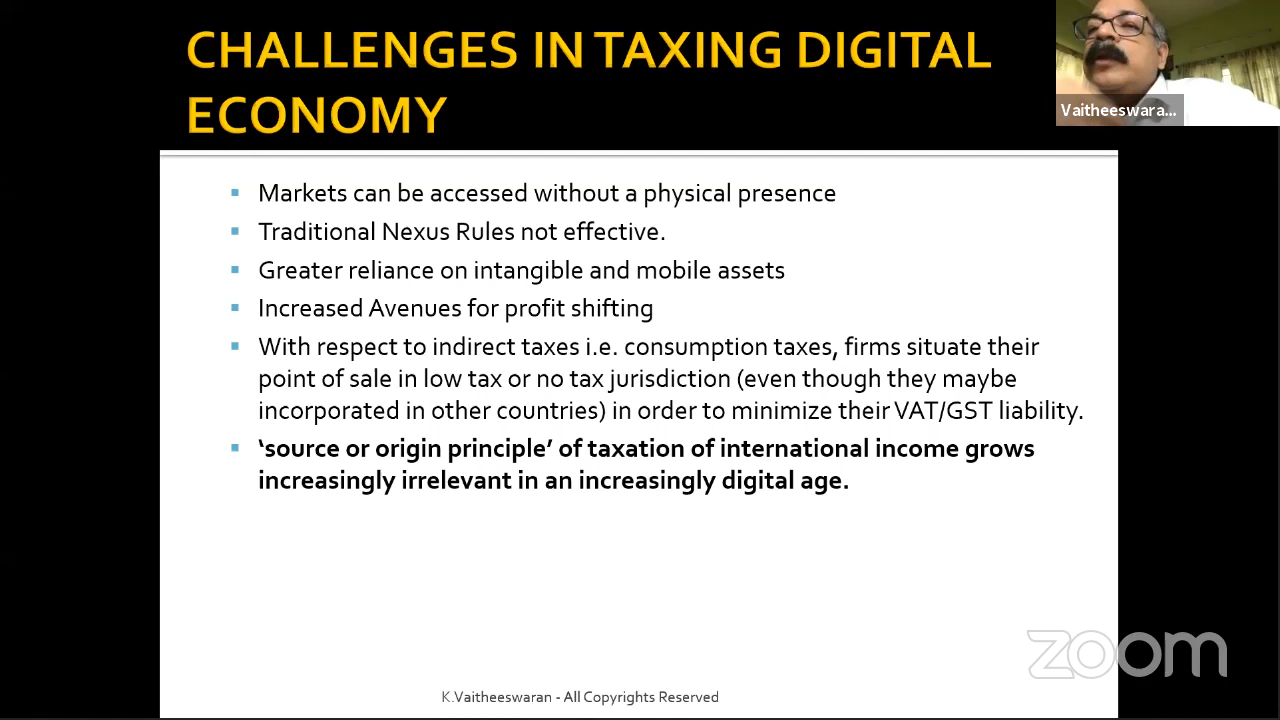 CHALLENGES IN TAXING DIGITAL
ECONOMY
Vaitheeswara...
Markets can be accessed without a physical presence
Traditional Nexus Rules not effective.
Greater reliance on intangible and mobile assets
Increased Avenues for profit shifting
With respect to indirect taxes i.e. consumption taxes, firms situate their
point of sale in low tax or no tax jurisdiction (even though they maybe
incorporated in other countries) in order to minimize their VAT/GST liability.
‘source or origin principle’ of taxation of international income grows
increasingly irrelevant in an increasingly digital age.
zoom
K.Vaitheeswaran - All Copyrights Reserved